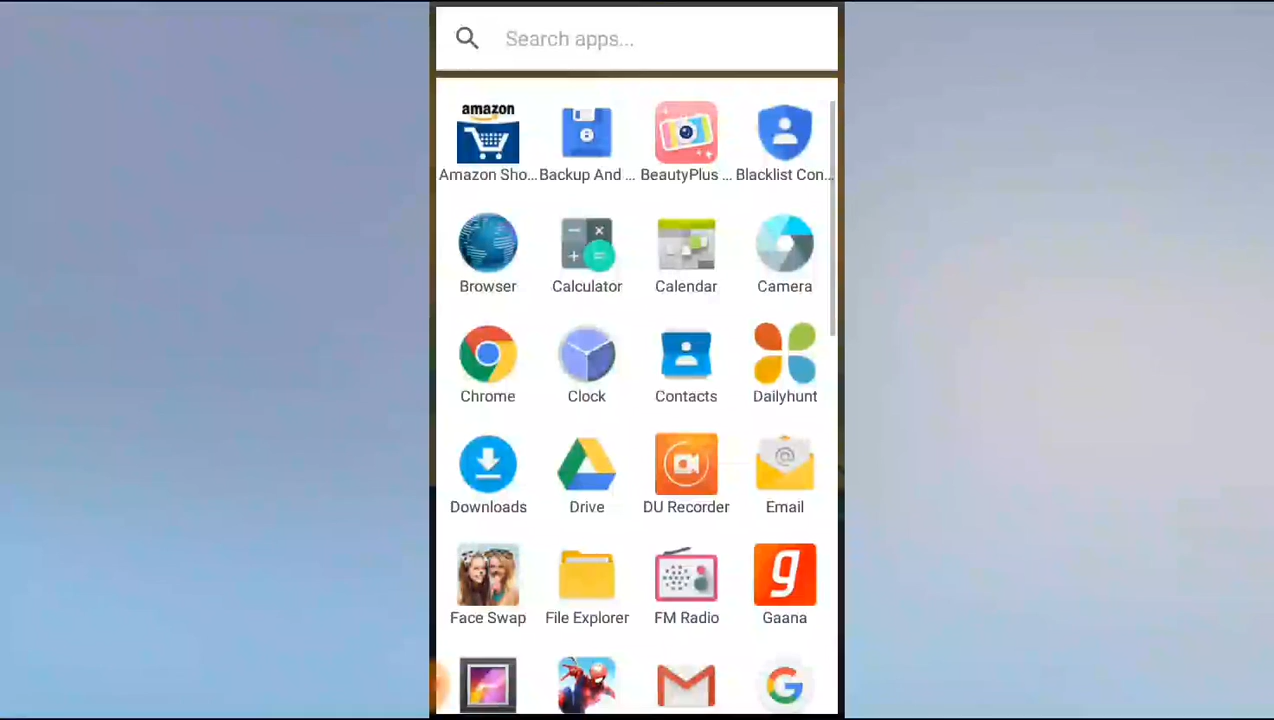 Search apps...
amazon
Amazon Sho... Backup And ... BeautyPlus ... Blacklist Con...
Browser Calculator Calendar Camera
Chrome Clock Contacts Dailyhunt
Downloads Drive DU Recorder Email
Face Swap File Explorer FM Radio Gaana